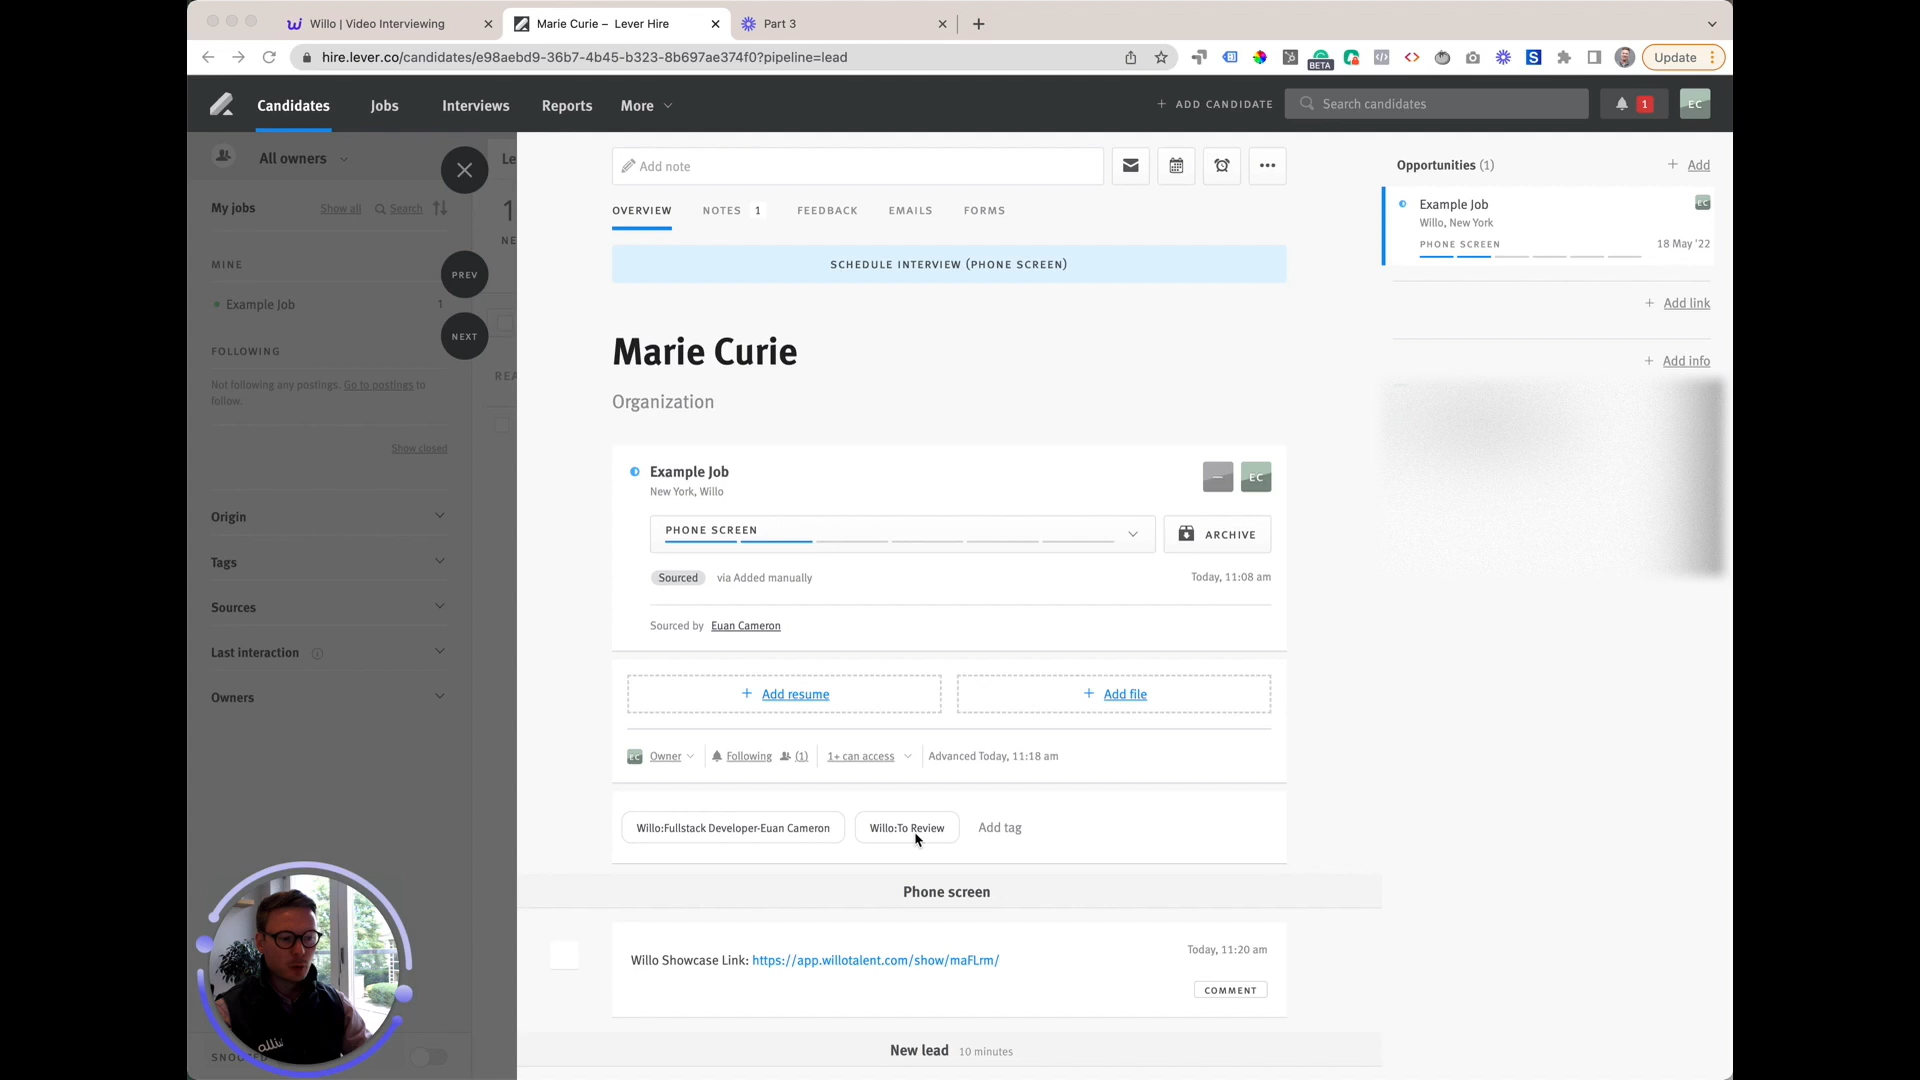 Willo | Video Interviewing
Marie Curie – Lever Hire
Part 3
hire.lever.co/candidates/e98aebd9-36b7-4b45-b323-8b697ae374f0?pipeline=lead
BETA
Update
Candidates
Jobs
Interviews
Reports
More
+ ADD CANDIDATE
Search candidates
1
EC
All owners
My jobs
Show all
Search
MINE
Example Job
1
FOLLOWING
Not following any postings. Go to postings to
follow.
Show closed
Origin
Tags
Sources
Last interaction
Owners
PREV
NEXT
Add note
OVERVIEW
NOTES 1
FEEDBACK
EMAILS
FORMS
SCHEDULE INTERVIEW (PHONE SCREEN)
Marie Curie
Organization
Example Job
New York, Willo
EC
PHONE SCREEN
ARCHIVE
Sourced via Added manually
Today, 11:08 am
Sourced by Euan Cameron
+ Add resume
+ Add file
EC Owner
Following (1)
1+ can access
Advanced Today, 11:18 am
Willo:Fullstack Developer-Euan Cameron
Willo:To Review
Add tag
Phone screen
Willo Showcase Link: https://app.willotalent.com/show/maFLrm/
Today, 11:20 am
COMMENT
New lead 10 minutes
Opportunities (1)
+ Add
Example Job
EC
Willo, New York
PHONE SCREEN
18 May '22
+ Add link
+ Add info